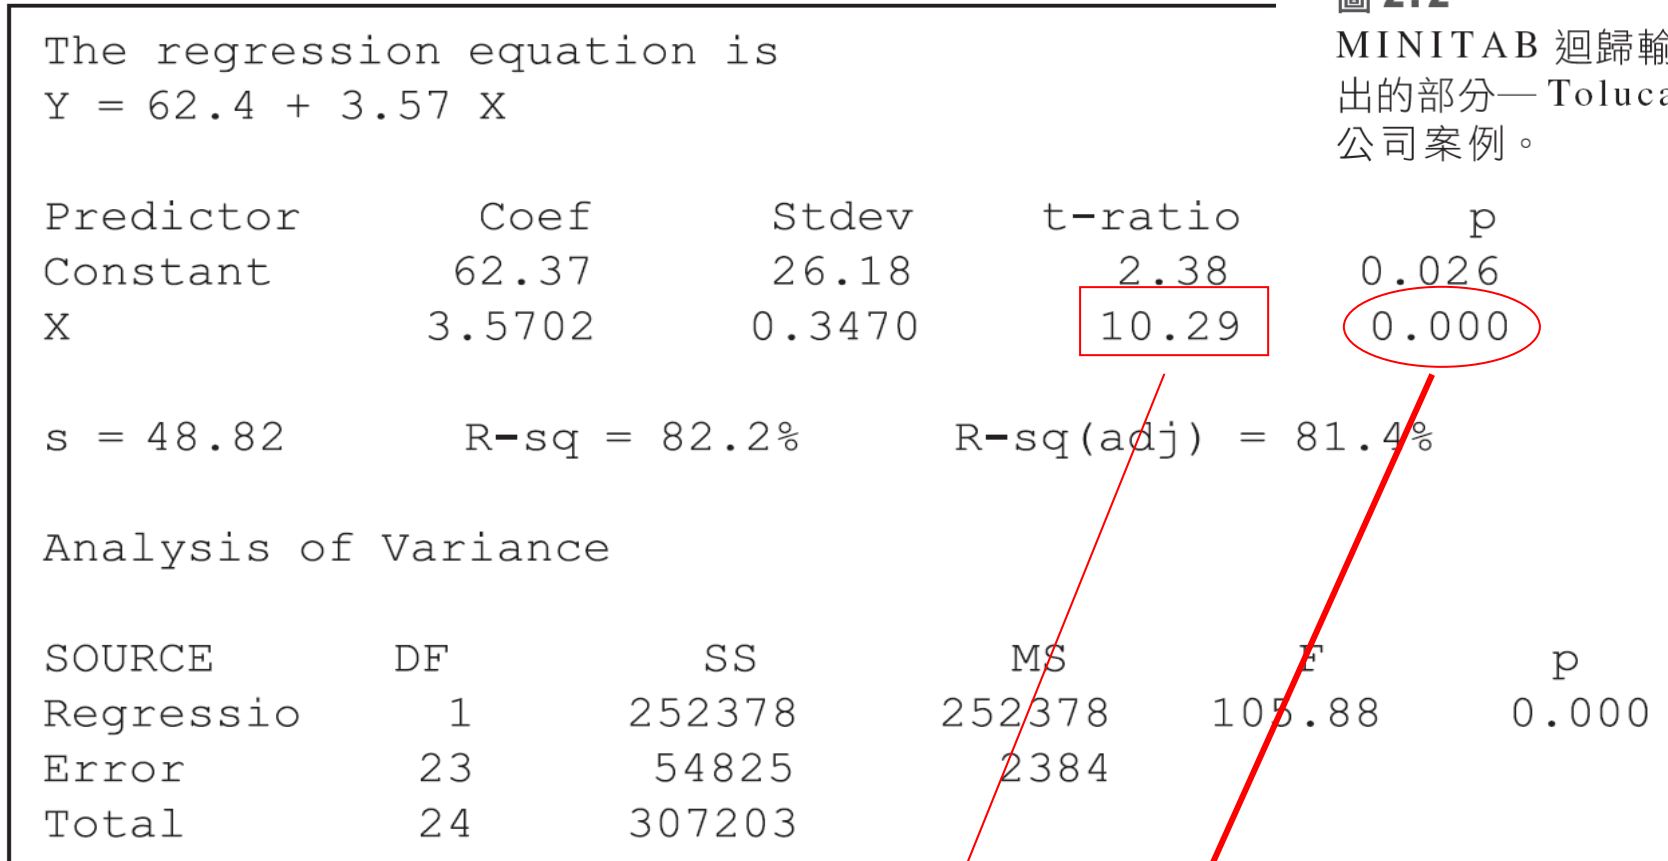 The regression equation is
Y = 62.4 + 3.57 X
Predictor Coef Stdev t-ratio p
Constant 62.37 26.18 2.38 0.026
X 3.5702 0.3470 10.29 0.000
s = 48.82 R-sq = 82.2% R-sq(adj) = 81.4%
Analysis of Variance
SOURCE DF SS MS F p
Regressio 1 252378 252378 105.88 0.000
Error 23 54825 2384
Total 24 307203
MINITAB 迴歸輸
出的部分—Toluca
公司案例。